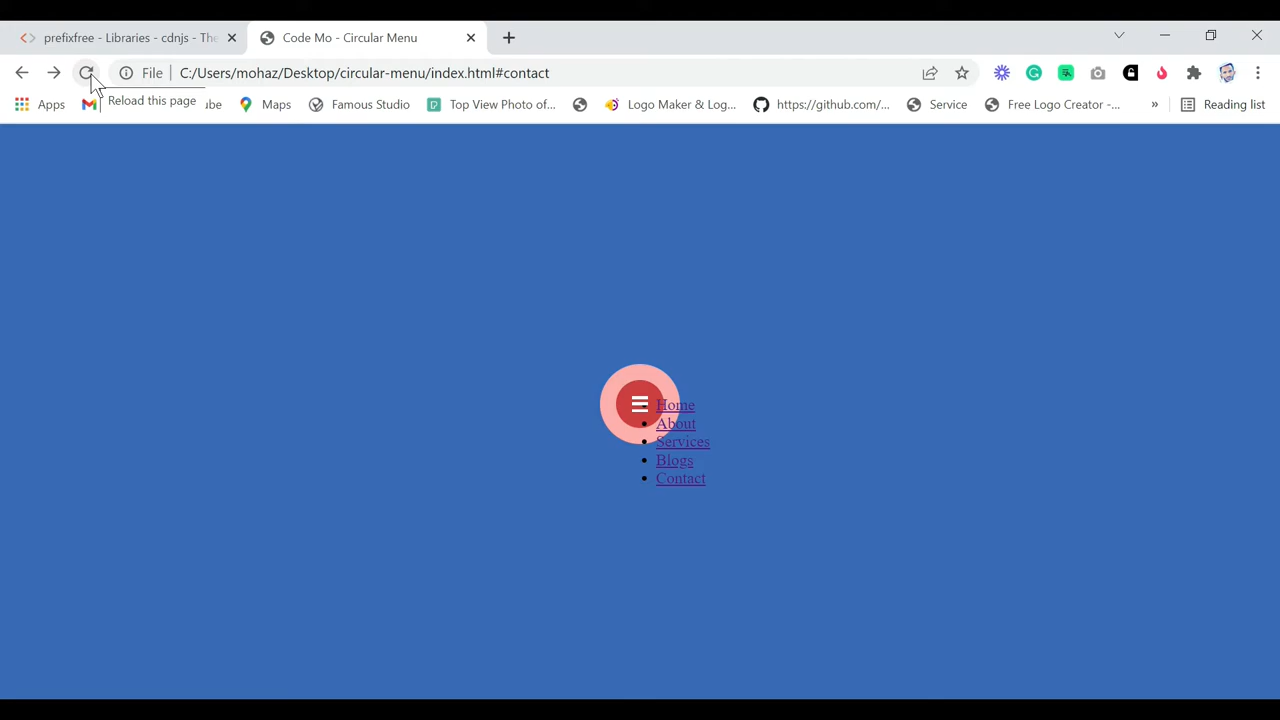 prefixfree - Libraries - cdnjs - The
Code Mo - Circular Menu
File
C:/Users/mohaz/Desktop/circular-menu/index.html#contact
Apps
ube
Maps
Famous Studio
Top View Photo of...
Logo Maker & Log...
https://github.com/...
Service
Free Logo Creator -...
»
Reading list
Reload this page
Home
About
Services
Blogs
Contact